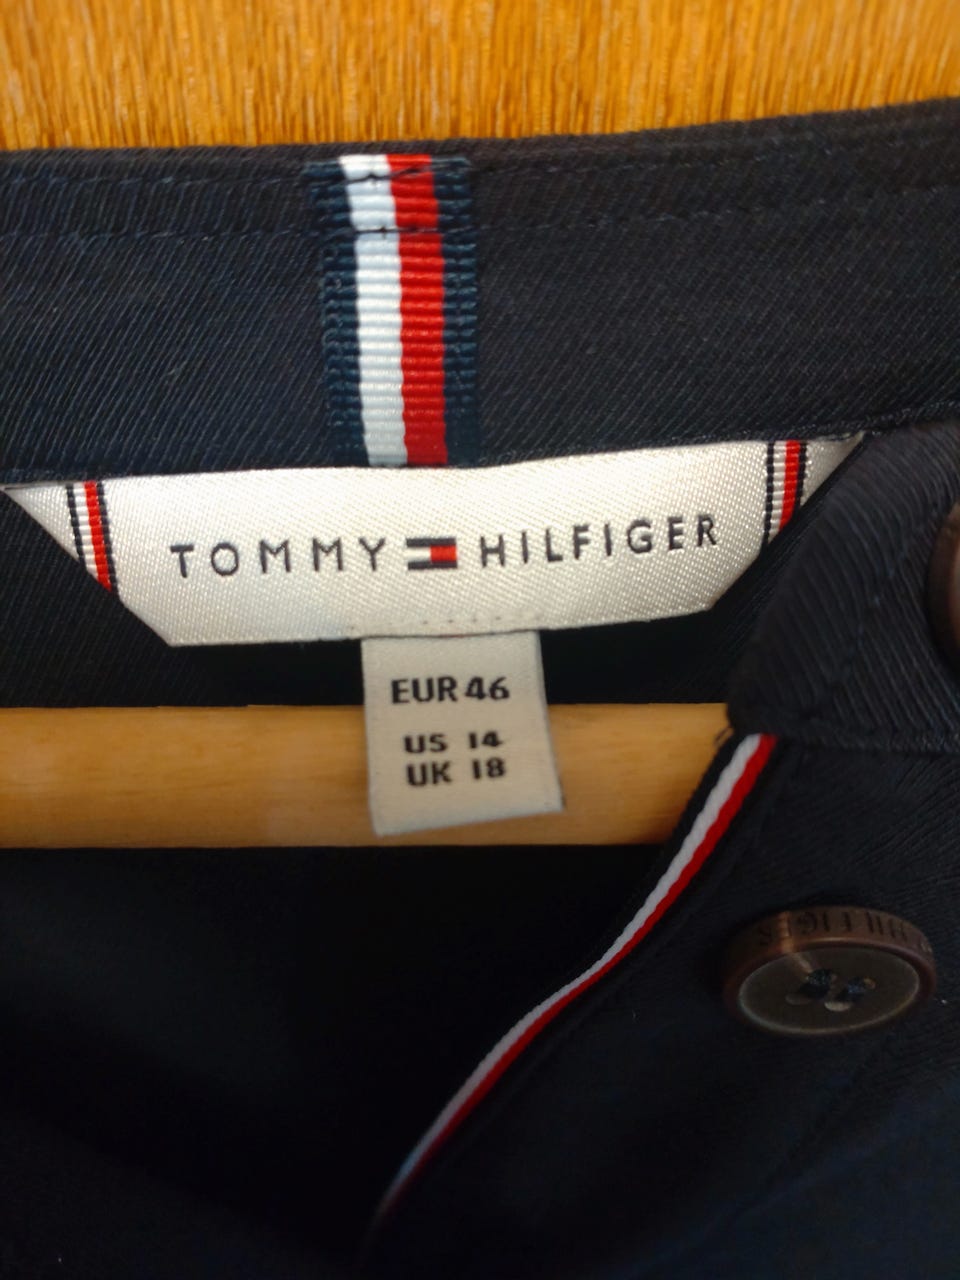 TOMMY HILFIGER
EUR 46
US 14
UK 18